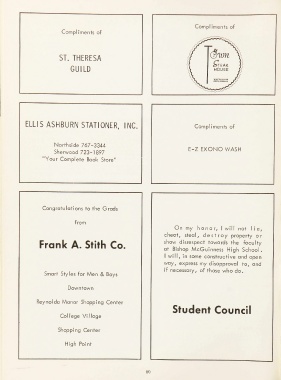 Compliments of
ST. THERESA
GUILD
Compliments of
Town
STEAK
HOUSE
ELLIS ASHBURN STATIONER, INC.
Northside 767-3344
Sherwood 723-1897
"Your Complete Book Store"
Compliments of
E-Z EXONO WASH
Congratulations to the Grads
from
Frank A. Stith Co.
Smart Styles for Men & Boys
Downtown
Reynolda Manor Shopping Center
College Village
Shopping Center
High Point
On my honor, I will not lie,
cheat, steal, destroy property or
show disrespect towards the faculty
at Bishop McGuinness High School.
I will, in some constructive and open
way, express my disapproval to, and
if necessary, of those who do.
Student Council